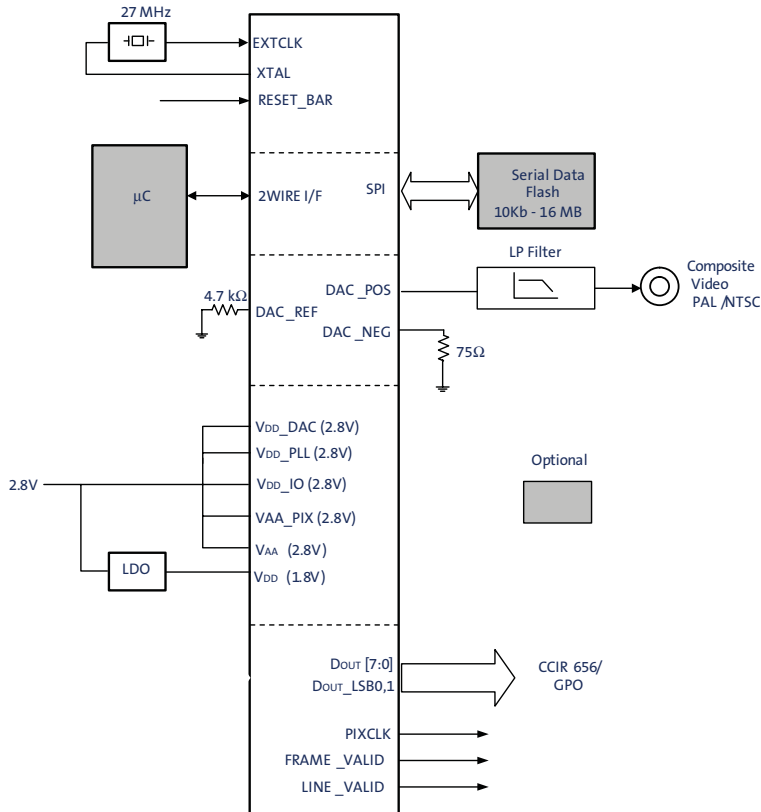 27 MHz
EXTCLK
XTAL
RESET_BAR
µC
2WIRE I/F
SPI
Serial Data
Flash
10Kb - 16 MB
LP Filter
4.7 kΩ
DAC_REF
DAC _POS
DAC _NEG
75Ω
Composite
Video
PAL /NTSC
2.8V
VDD_DAC (2.8V)
VDD_PLL (2.8V)
VDD_IO (2.8V)
VAA_PIX (2.8V)
VAA (2.8V)
VDD (1.8V)
LDO
Optional
DOUT [7:0]
DOUT_LSB0,1
CCIR 656/
GPO
PIXCLK
FRAME _VALID
LINE _VALID